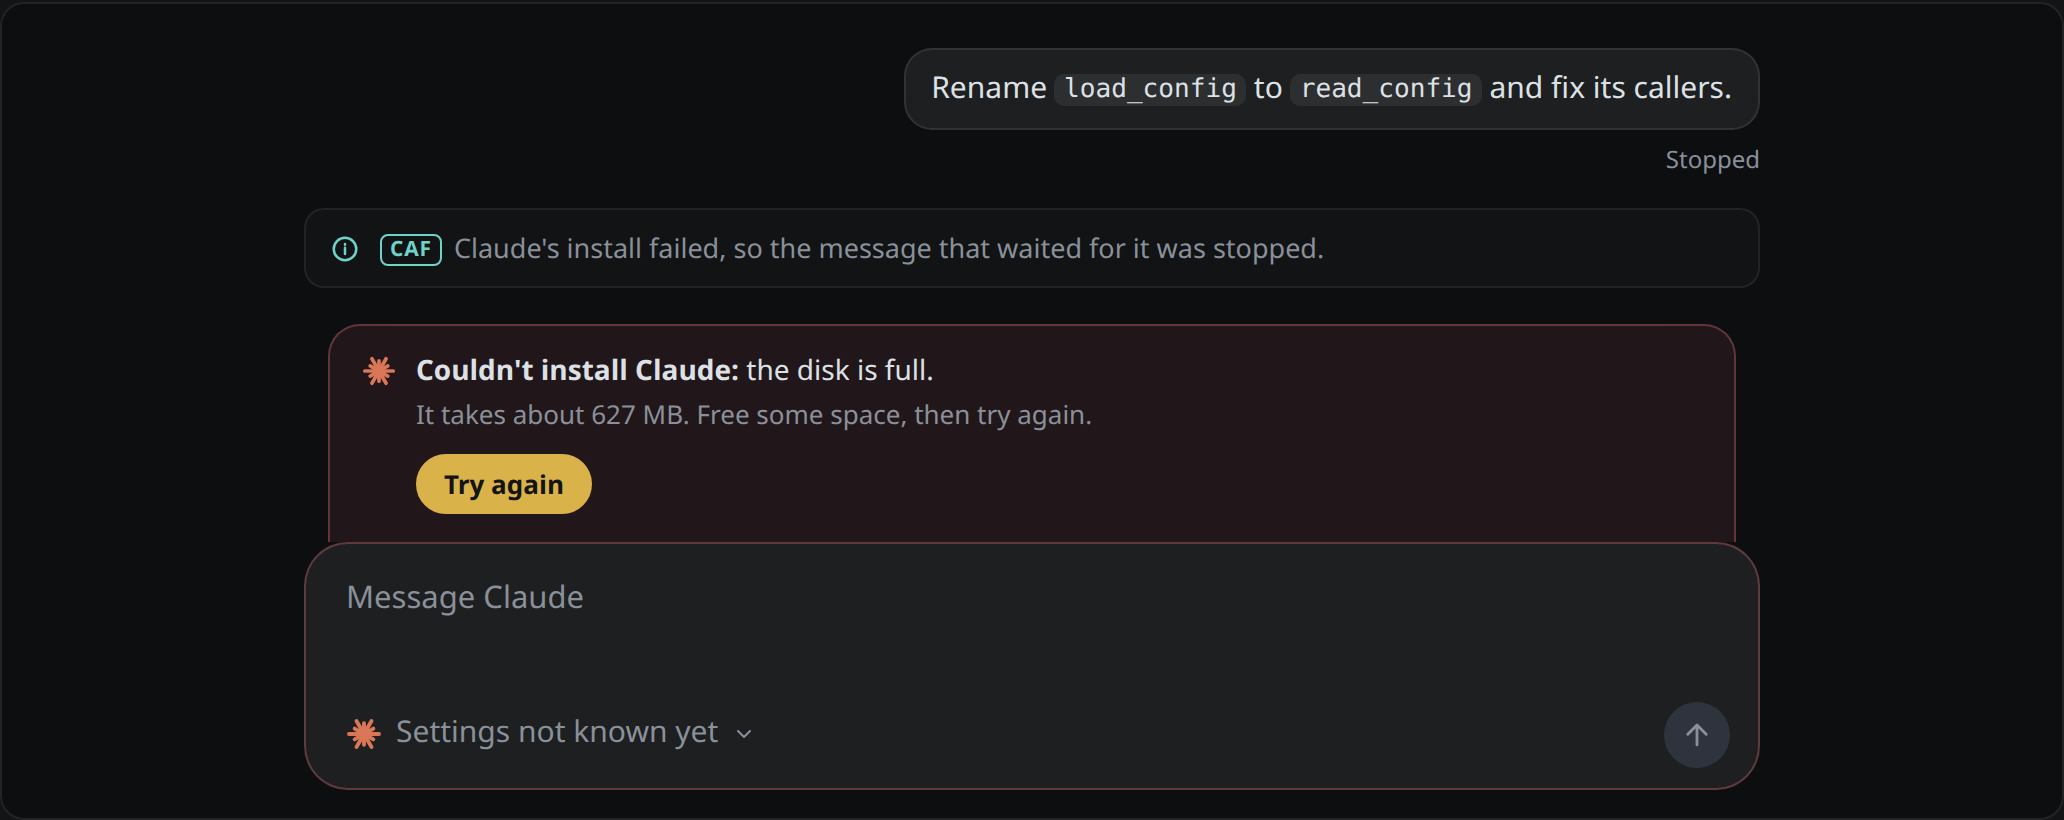 Rename load_config to read_config and fix its callers.
Stopped
CAF Claude's install failed, so the message that waited for it was stopped.
Couldn't install Claude: the disk is full.
It takes about 627 MB. Free some space, then try again.
Try again
Message Claude
Settings not known yet